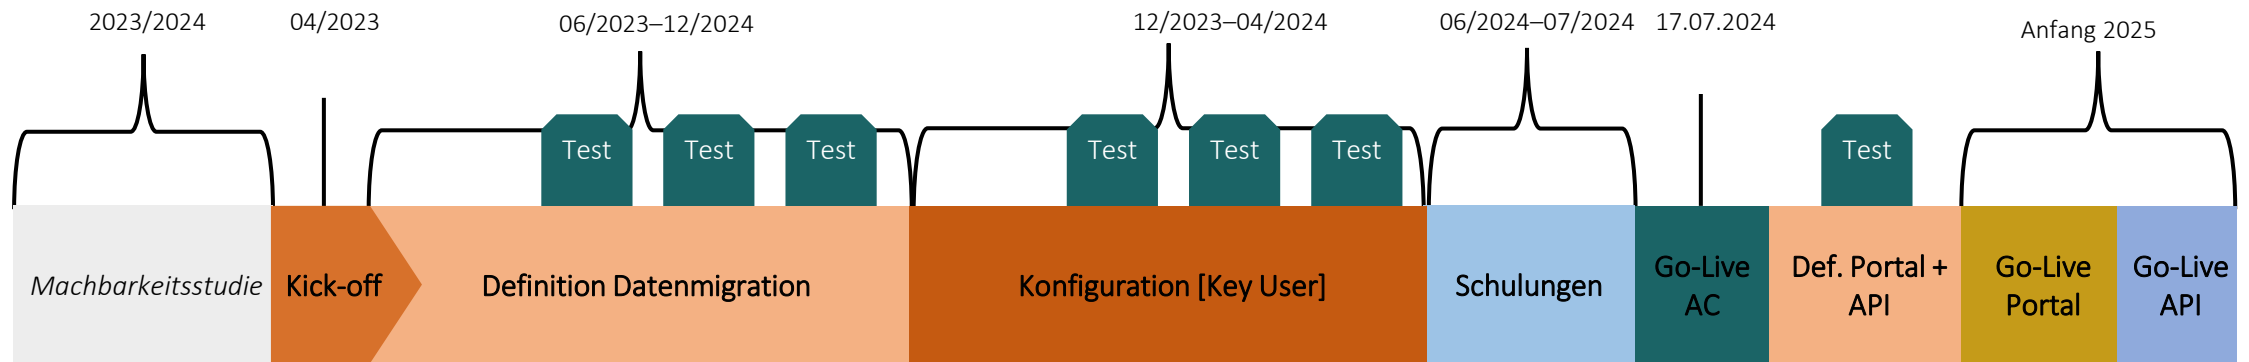 2023/2024
04/2023
06/2023–12/2024
12/2023–04/2024
06/2024–07/2024
17.07.2024
Anfang 2025
Test
Test
Test
Test
Test
Test
Test
Machbarkeitsstudie
Kick-off
Definition Datenmigration
Konfiguration [Key User]
Schulungen
Go-Live
AC
Def. Portal +
API
Go-Live
Portal
Go-Live
API